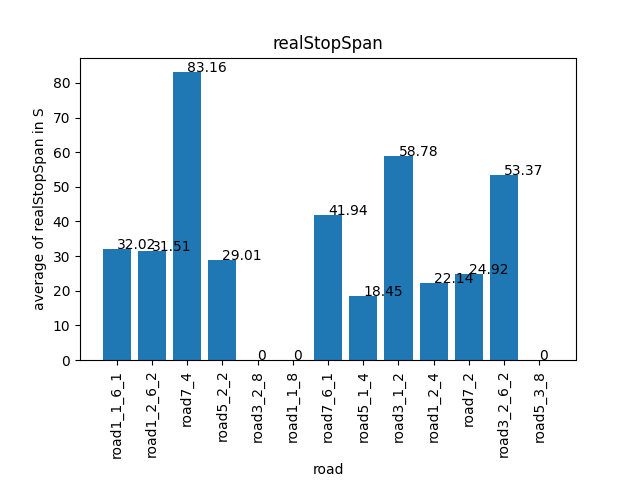 realStopSpan
average of realStopSpan in S
80
70
60
50
40
30
20
10
0
83.16
58.78
53.37
41.94
32.02
31.51
29.01
24.92
22.14
18.45
0
0
0
road1_1_6_1
road1_2_6_2
road7_4
road5_2_2
road3_2_8
road1_1_8
road7_6_1
road5_1_4
road3_1_2
road1_2_4
road7_2
road3_2_6_2
road5_3_8
road